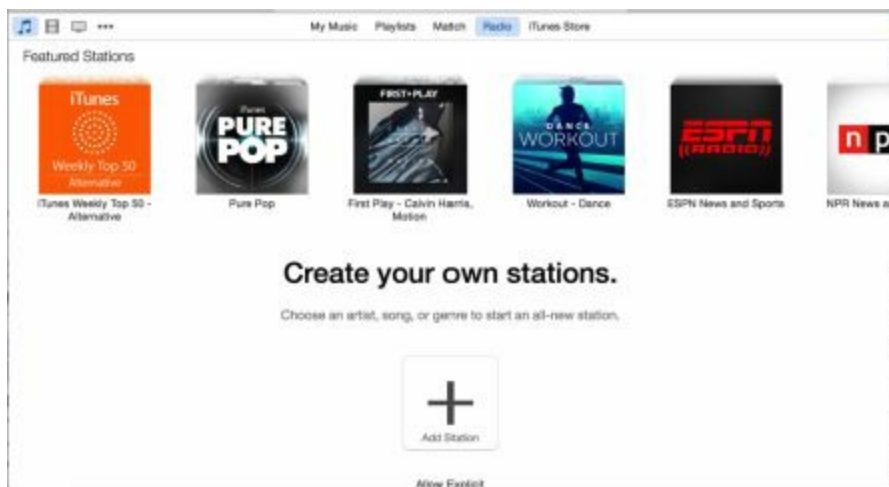 My Music Playlists Match Radio iTunes Store
Featured Stations
iTunes
Weekly Top 50
Alternative
iTunes
PURE
POP
FIRST PLAY
DANCE
WORKOUT
ESPN
((RADIO))
n p
iTunes Weekly Top 50 -
Alternative
Pure Pop
First Play - Calvin Harris,
Motion
Workout - Dance
ESPN News and Sports
NPR News a
Create your own stations.
Choose an artist, song, or genre to start an all-new station.
Add Station
Allow Explicit